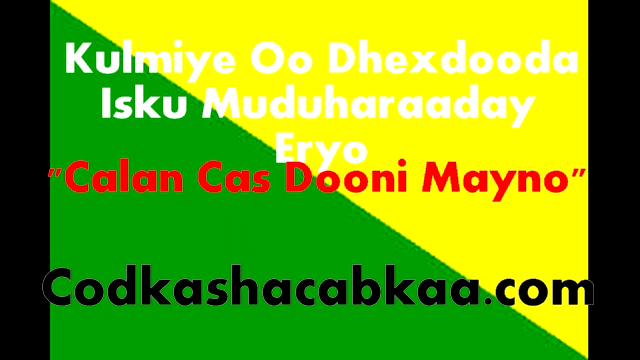 Kulmiye Oo Dhexdooda
Isku Muduharaaday
Eryo
"Calan Cas Dooni Mayno"
Codkashacabkaa.com